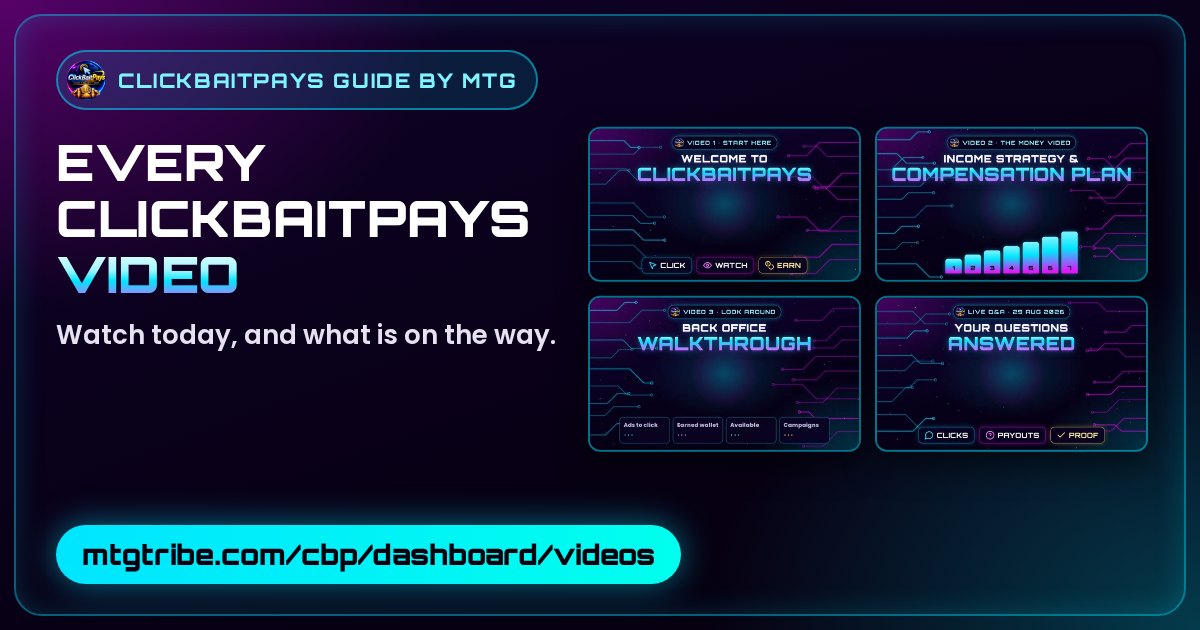 ClickBaitPays
CLICKBAITPAYS GUIDE BY MTG
EVERY
CLICKBAITPAYS
VIDEO
Watch today, and what is on the way.
VIDEO 1 · START HERE
WELCOME TO
CLICKBAITPAYS
CLICK
WATCH
EARN
VIDEO 2 · THE MONEY VIDEO
INCOME STRATEGY &
COMPENSATION PLAN
1 2 3 4 5 6 7
VIDEO 3 · LOOK AROUND
BACK OFFICE
WALKTHROUGH
Ads to click
Earned wallet
Available
Campaigns
LIVE Q&A · 29 AUG 2026
YOUR QUESTIONS
ANSWERED
CLICKS
PAYOUTS
PROOF
mtgtribe.com/cbp/dashboard/videos